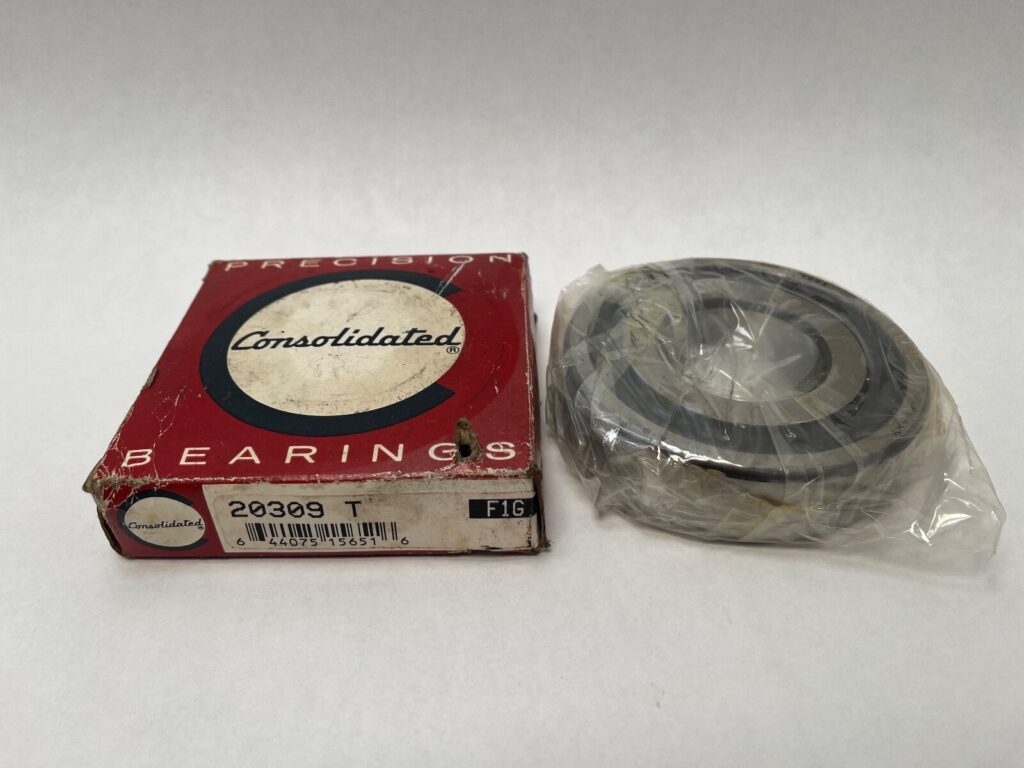 PRECISION
Consolidated®
BEARINGS
Consolidated®
20309 T
F1G
6 44075 15651 6